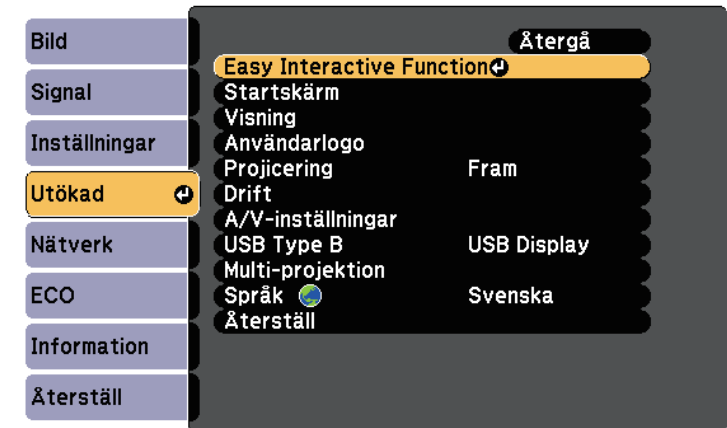 Bild
Signal
Inställningar
Utökad
Nätverk
ECO
Information
Återställ
Återgå
Easy Interactive Function
Startskärm
Visning
Användarlogo
Projicering Fram
Drift
A/V-inställningar
USB Type B USB Display
Multi-projektion
Språk Svenska
Återställ